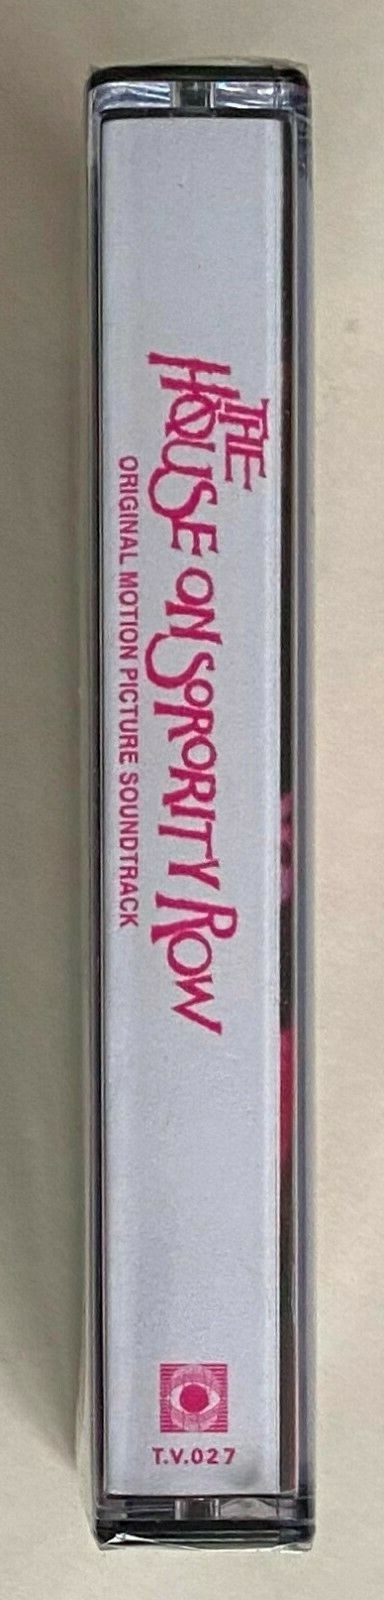 THE
HOUSE ON SORORITY ROW
ORIGINAL MOTION PICTURE SOUNDTRACK
T.V.027